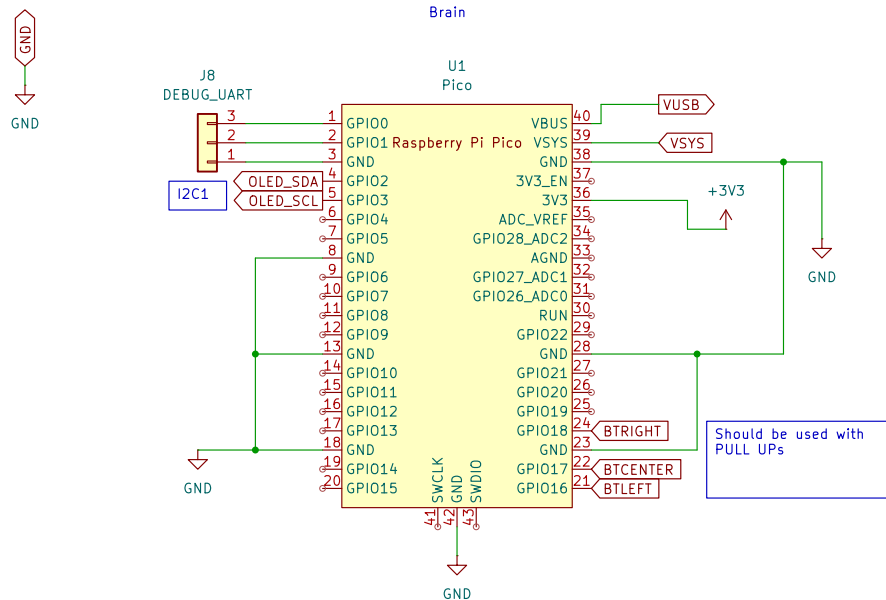 Brain
GND
GND
J8
DEBUG_UART
3
2
1
I2C1
OLED_SDA
OLED_SCL
U1
Pico
Raspberry Pi Pico
1 GPIO0
2 GPIO1
3 GND
4 GPIO2
5 GPIO3
6 GPIO4
7 GPIO5
8 GND
9 GPIO6
10 GPIO7
11 GPIO8
12 GPIO9
13 GND
14 GPIO10
15 GPIO11
16 GPIO12
17 GPIO13
18 GND
19 GPIO14
20 GPIO15
GND
VBUS 40
VSYS 39
GND 38
3V3_EN 37
3V3 36
ADC_VREF 35
GPIO28_ADC2 34
AGND 33
GPIO27_ADC1 32
GPIO26_ADC0 31
RUN 30
GPIO22 29
GND 28
GPIO21 27
GPIO20 26
GPIO19 25
GPIO18 24
GND 23
GPIO17 22
GPIO16 21
VUSB
VSYS
+3V3
GND
BTRIGHT
BTCENTER
BTLEFT
Should be used with
PULL UPs
SWCLK 41
GND 42
SWDIO 43
GND